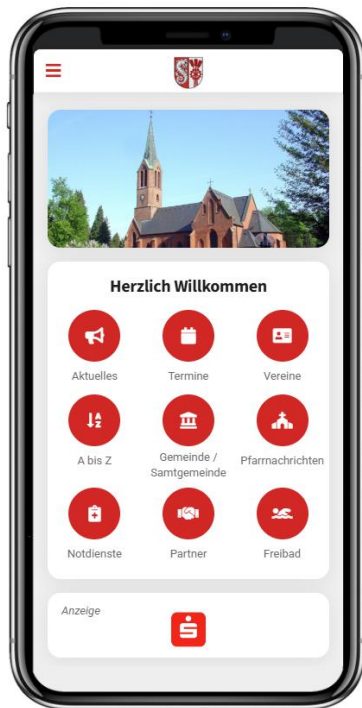 Herzlich Willkommen
Aktuelles
Termine
Vereine
A bis Z
Gemeinde /
Samtgemeinde
Pfarrnachrichten
Notdienste
Partner
Freibad
Anzeige